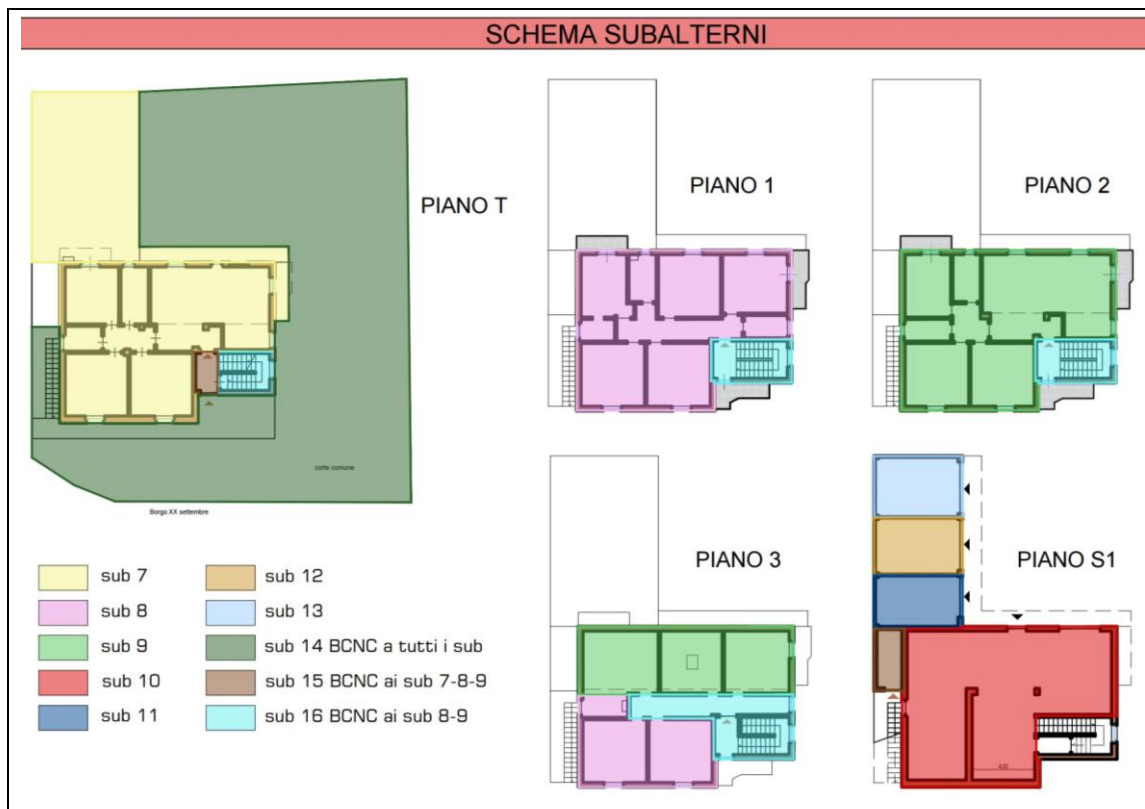 SCHEMA SUBALTERNI
PIANO T
PIANO 1
PIANO 2
corte comune
Borgo XX settembre
PIANO 3
PIANO S1
4,60
sub 7
sub 8
sub 9
sub 10
sub 11
sub 12
sub 13
sub 14 BCNC a tutti i sub
sub 15 BCNC ai sub 7-8-9
sub 16 BCNC ai sub 8-9